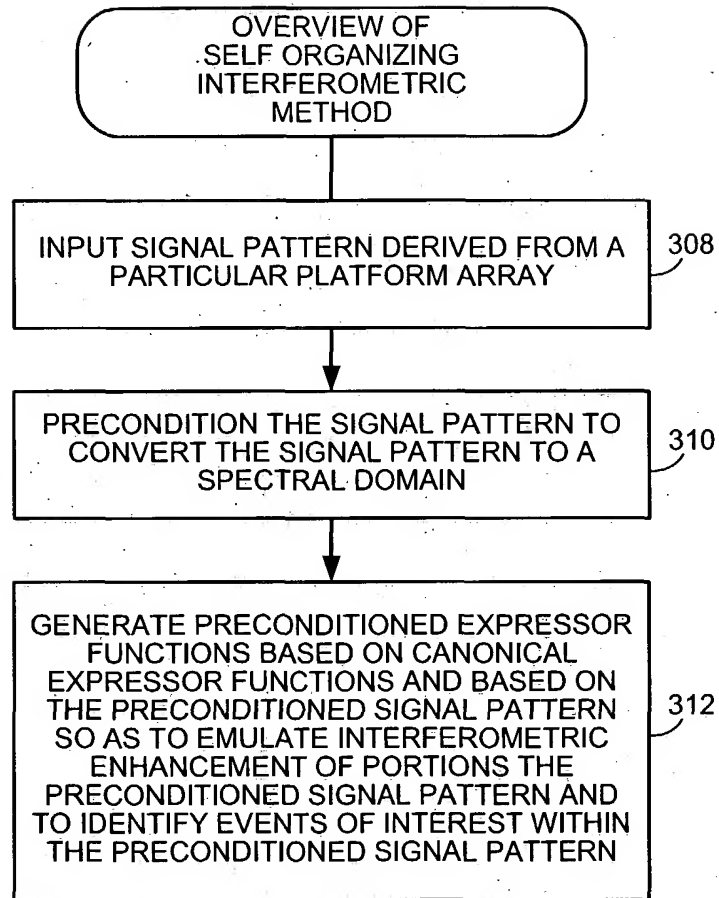 OVERVIEW OF
SELF ORGANIZING
INTERFEROMETRIC
METHOD
INPUT SIGNAL PATTERN DERIVED FROM A
PARTICULAR PLATFORM ARRAY
308
PRECONDITION THE SIGNAL PATTERN TO
CONVERT THE SIGNAL PATTERN TO A
SPECTRAL DOMAIN
310
GENERATE PRECONDITIONED EXPRESSOR
FUNCTIONS BASED ON CANONICAL
EXPRESSOR FUNCTIONS AND BASED ON
THE PRECONDITIONED SIGNAL PATTERN
SO AS TO EMULATE INTERFEROMETRIC
ENHANCEMENT OF PORTIONS THE
PRECONDITIONED SIGNAL PATTERN AND
TO IDENTIFY EVENTS OF INTEREST WITHIN
THE PRECONDITIONED SIGNAL PATTERN
312